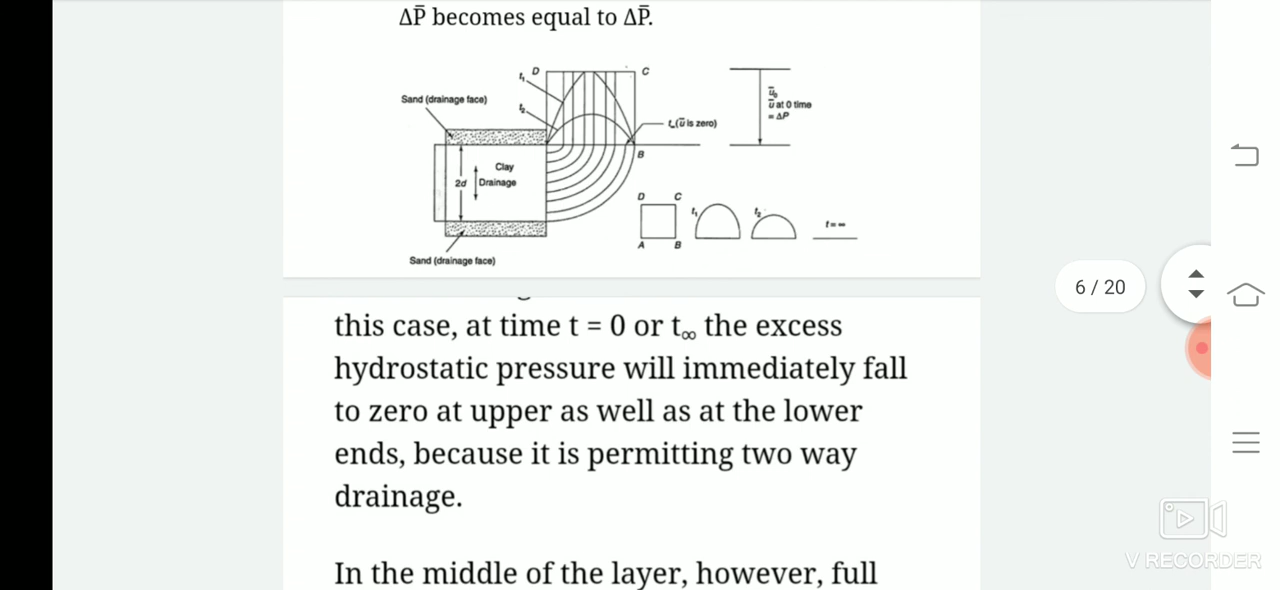 ΔP̄ becomes equal to ΔP̄.
D
C
t₁
Sand (drainage face)
t₂
ū₀
ū at 0 time
= ΔP
t∞ (ū is zero)
B
Clay
2d
Drainage
D C
t₁
t₂
t = ∞
A B
Sand (drainage face)
this case, at time t = 0 or t∞ the excess
hydrostatic pressure will immediately fall
to zero at upper as well as at the lower
ends, because it is permitting two way
drainage.
In the middle of the layer, however, full
6 / 20
V RECORDER